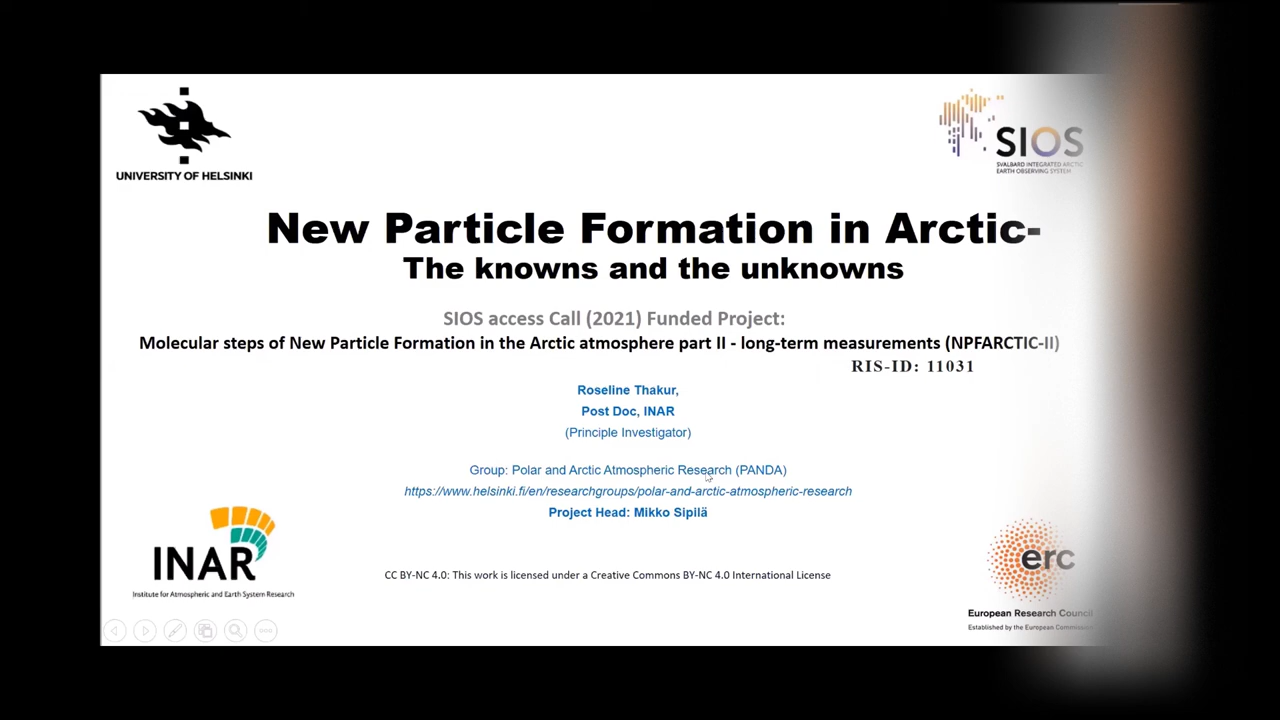 UNIVERSITY OF HELSINKI
SIOS
SVALBARD INTEGRATED ARCTIC
EARTH OBSERVING SYSTEM
New Particle Formation in Arctic-
The knowns and the unknowns
SIOS access Call (2021) Funded Project:
Molecular steps of New Particle Formation in the Arctic atmosphere part II - long-term measurements (NPFARCTIC-II)
RIS-ID: 11031
Roseline Thakur,
Post Doc, INAR
(Principle Investigator)
Group: Polar and Arctic Atmospheric Research (PANDA)
https://www.helsinki.fi/en/researchgroups/polar-and-arctic-atmospheric-research
Project Head: Mikko Sipilä
INAR
Institute for Atmospheric and Earth System Research
CC BY-NC 4.0: This work is licensed under a Creative Commons BY-NC 4.0 International License
erc
European Research Council
Established by the European Commission